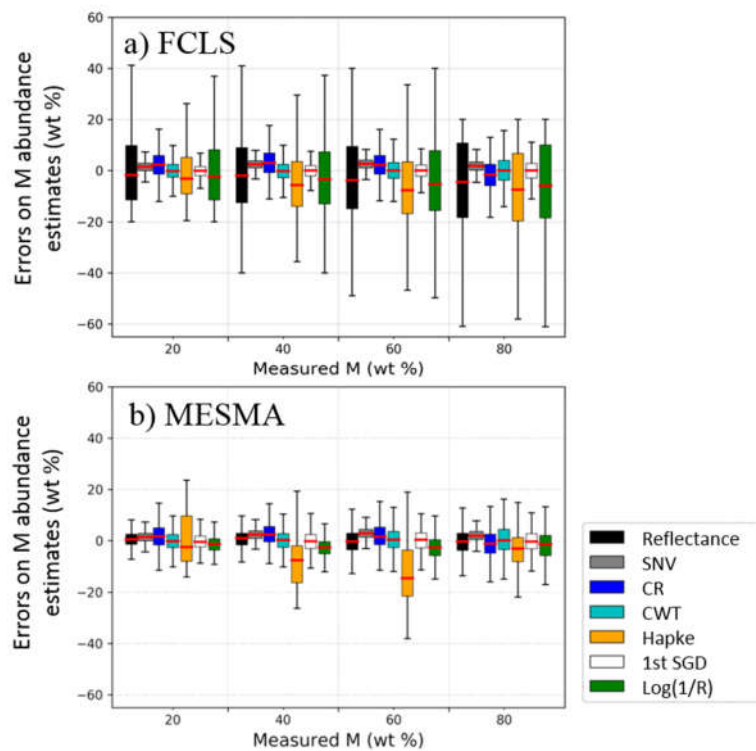 a) FCLS
Errors on M abundance
estimates (wt %)
60
40
20
0
−20
−40
−60
20
40
60
80
Measured M (wt %)
b) MESMA
Errors on M abundance
estimates (wt %)
60
40
20
0
−20
−40
−60
20
40
60
80
Measured M (wt %)
Reflectance
SNV
CR
CWT
Hapke
1st SGD
Log(1/R)